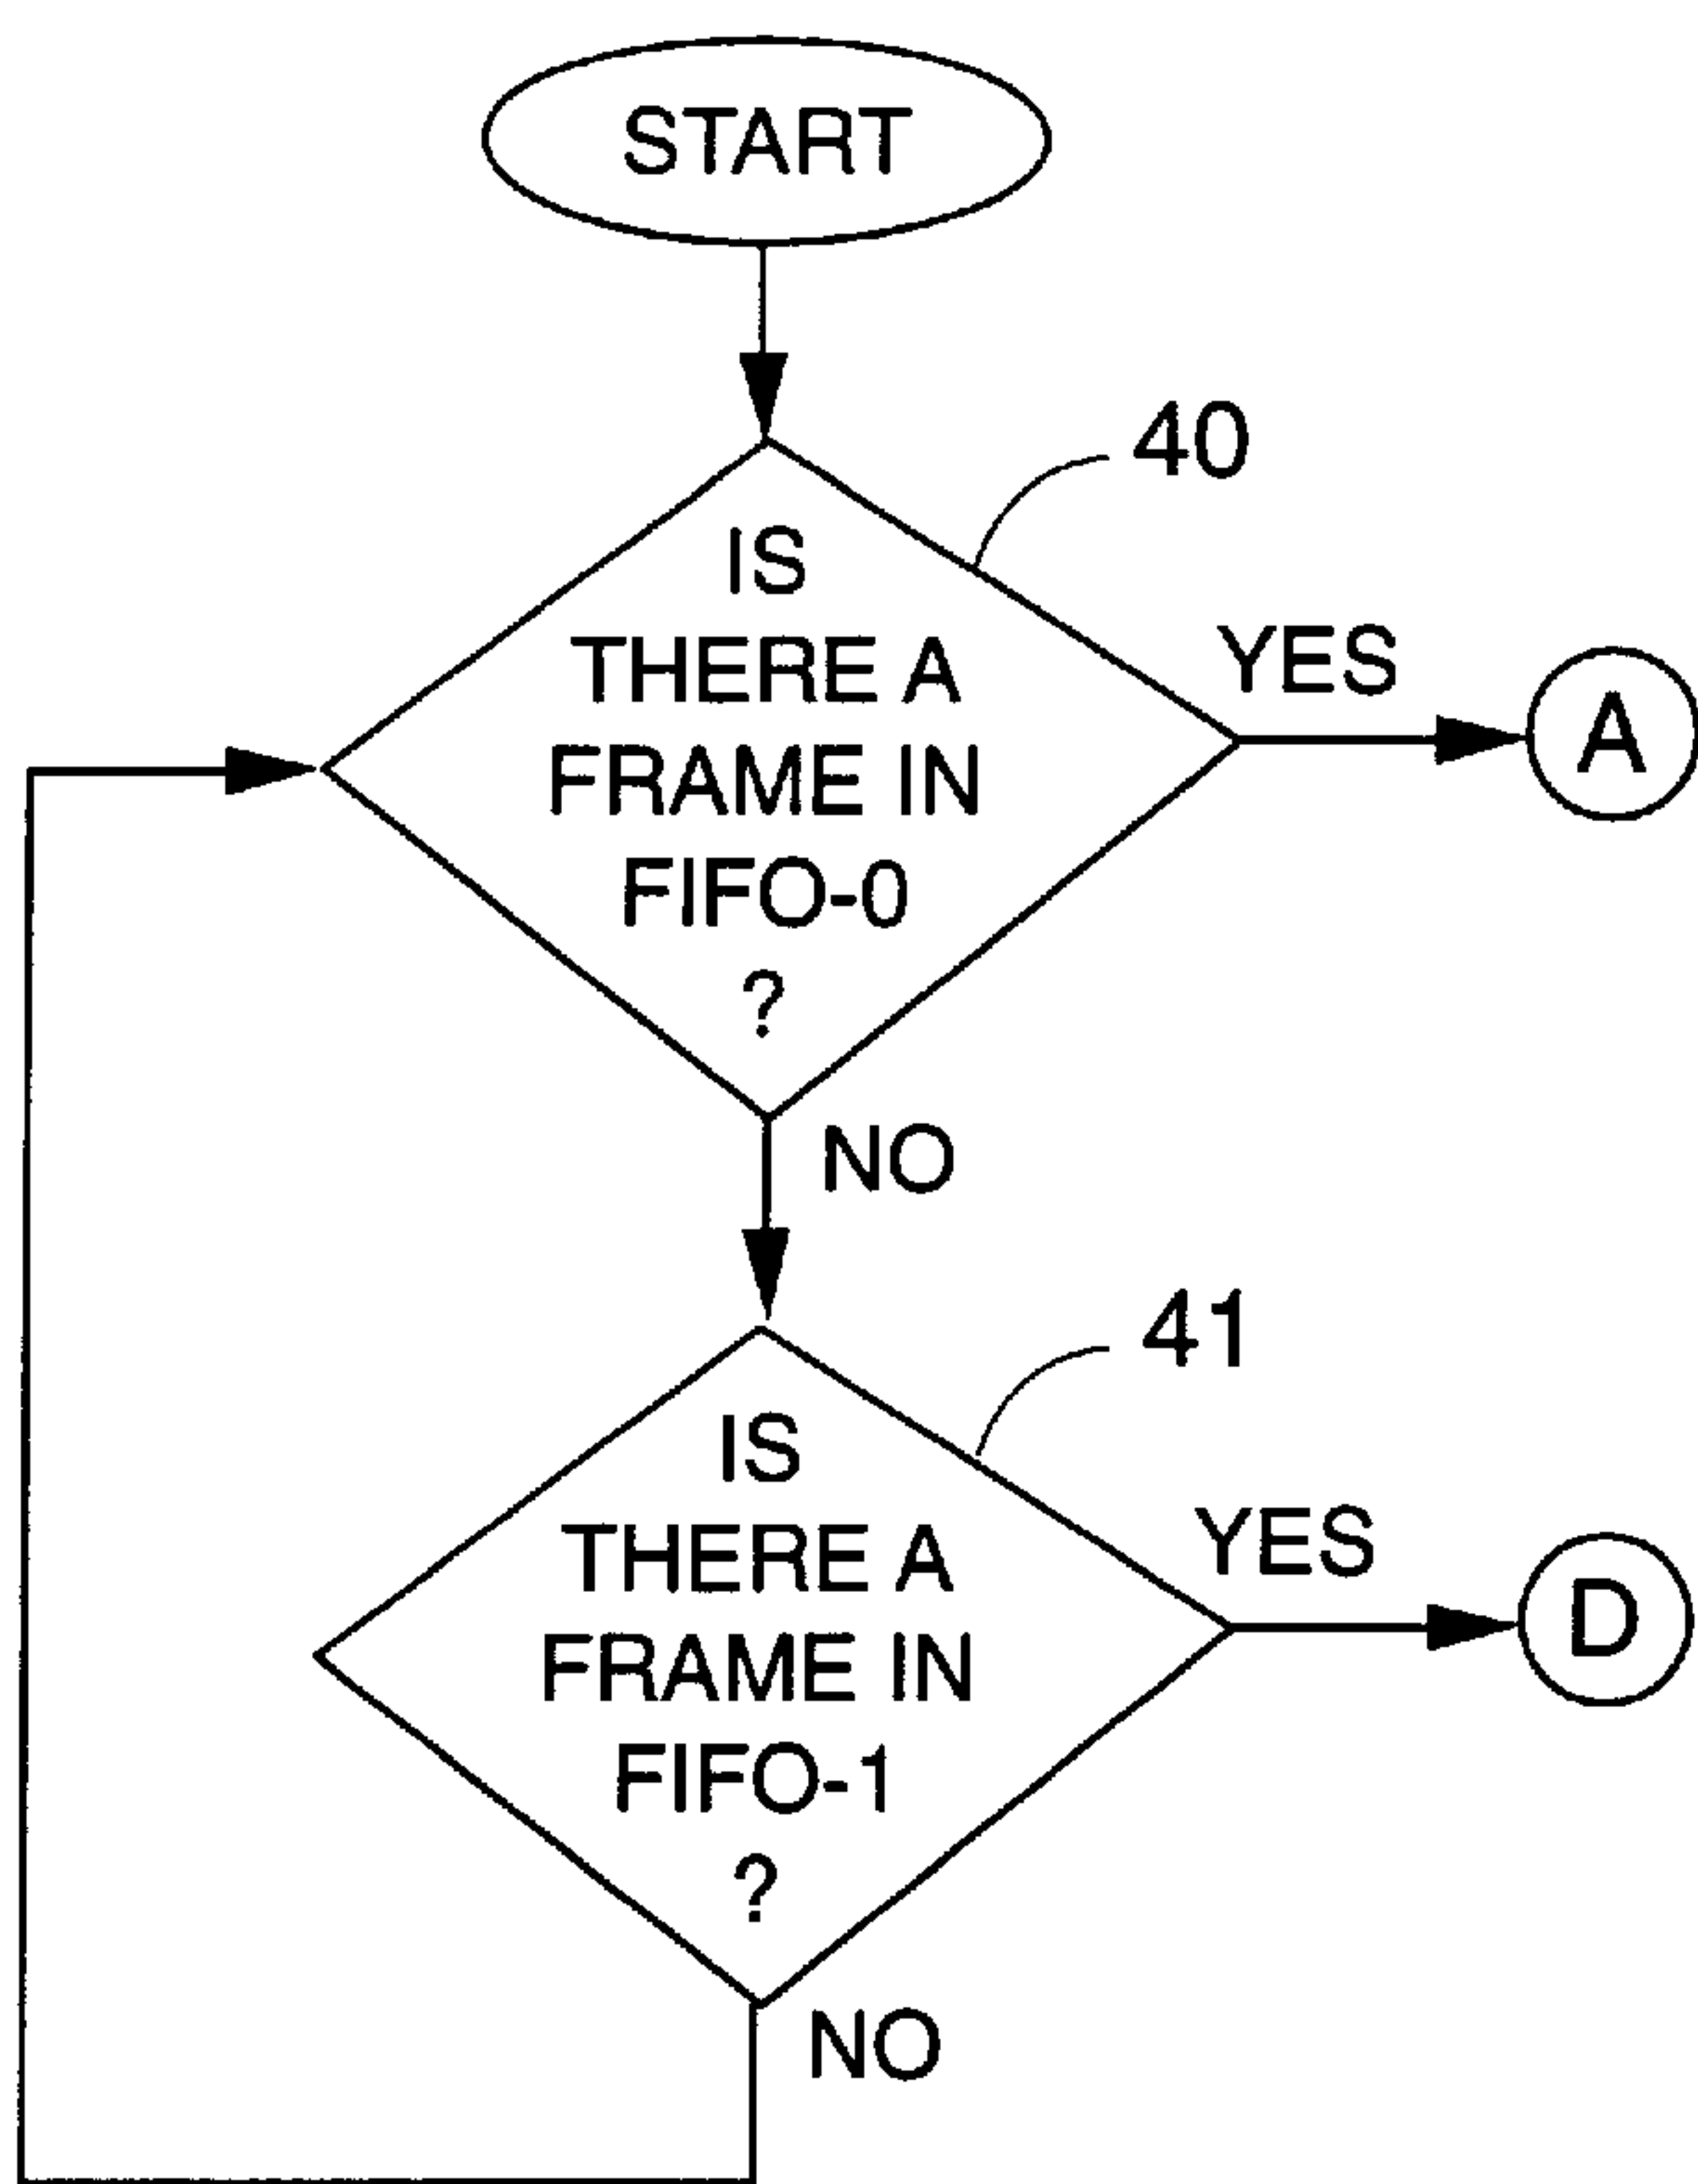 START
40
IS
THERE A
FRAME IN
FIFO-0
?
YES
A
NO
41
IS
THERE A
FRAME IN
FIFO-1
?
YES
D
NO